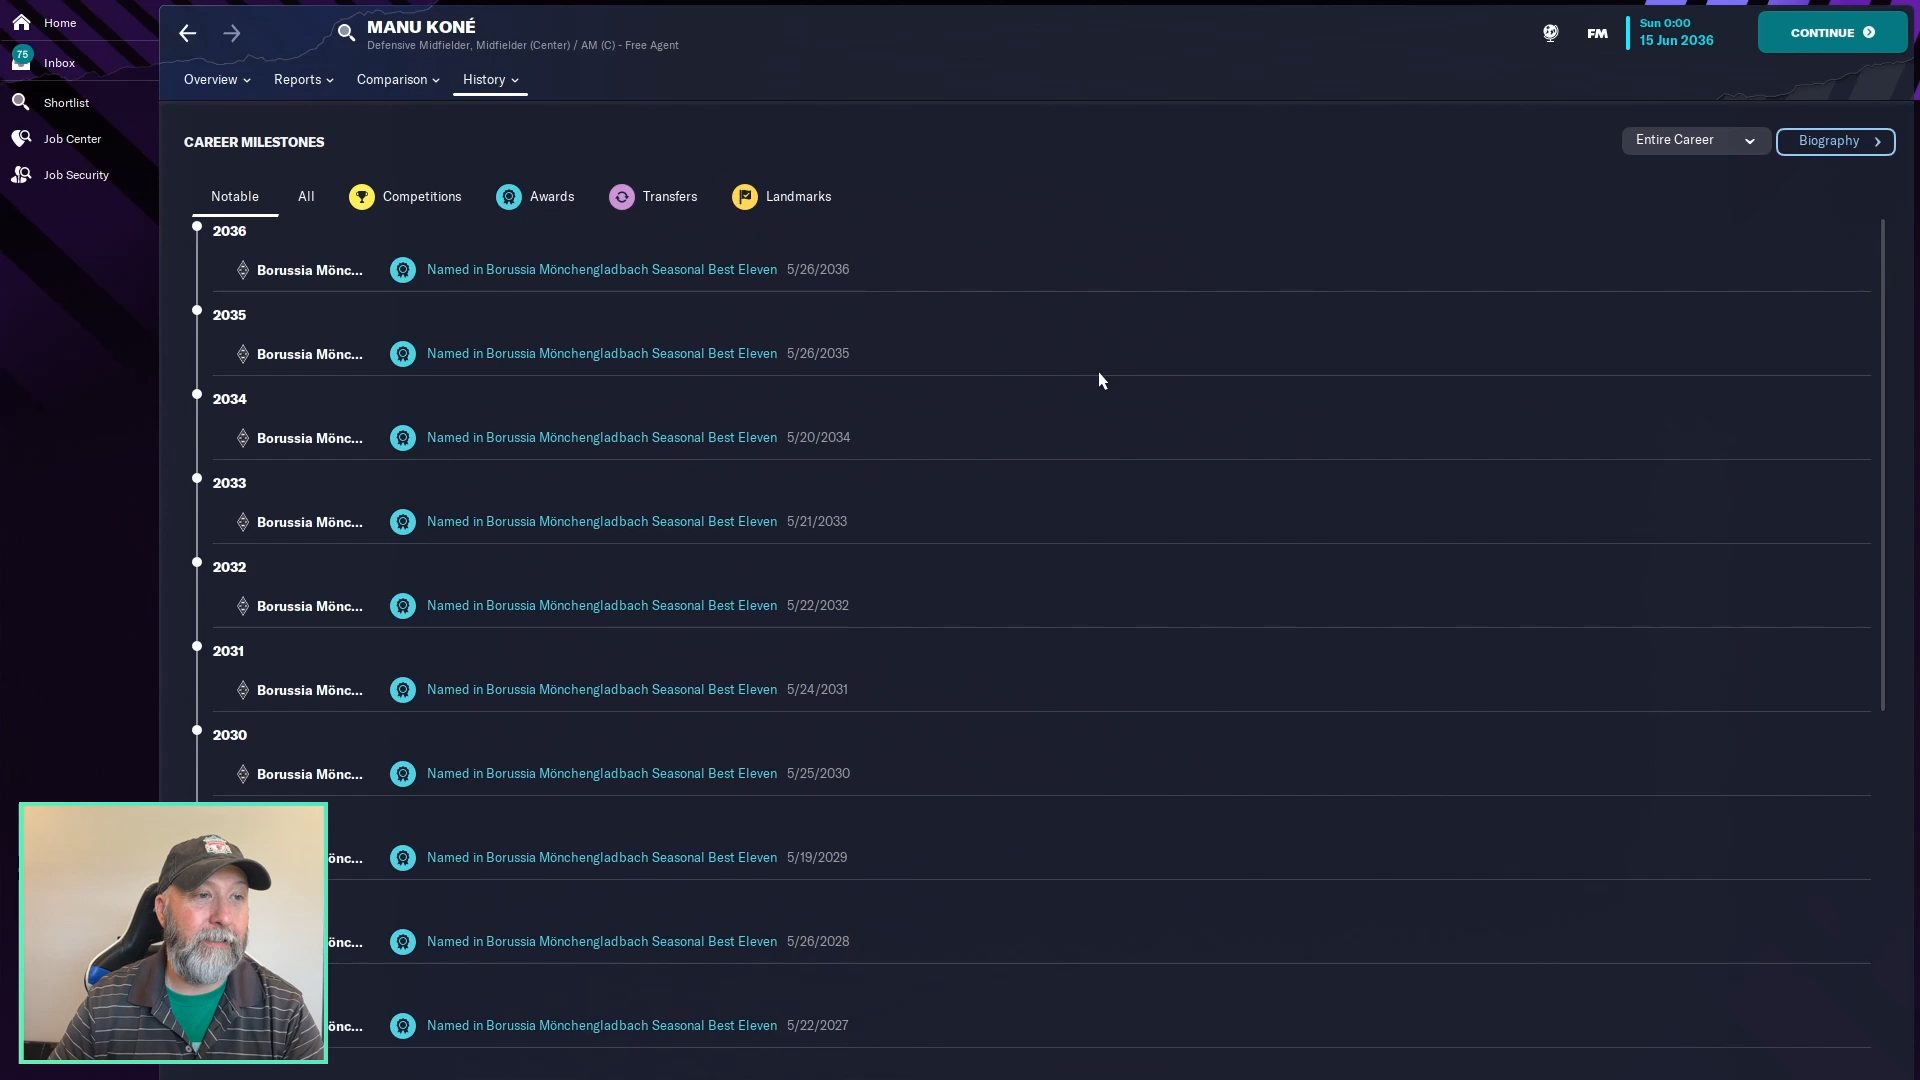 Home
75
Inbox
Shortlist
Job Center
Job Security
MANU KONÉ
Defensive Midfielder, Midfielder (Center) / AM (C) - Free Agent
FM
Sun 0:00
15 Jun 2036
CONTINUE
Overview
Reports
Comparison
History
CAREER MILESTONES
Entire Career
Biography
Notable
All
Competitions
Awards
Transfers
Landmarks
2036
Borussia Mönc... Named in Borussia Mönchengladbach Seasonal Best Eleven 5/26/2036
2035
Borussia Mönc... Named in Borussia Mönchengladbach Seasonal Best Eleven 5/26/2035
2034
Borussia Mönc... Named in Borussia Mönchengladbach Seasonal Best Eleven 5/20/2034
2033
Borussia Mönc... Named in Borussia Mönchengladbach Seasonal Best Eleven 5/21/2033
2032
Borussia Mönc... Named in Borussia Mönchengladbach Seasonal Best Eleven 5/22/2032
2031
Borussia Mönc... Named in Borussia Mönchengladbach Seasonal Best Eleven 5/24/2031
2030
Borussia Mönc... Named in Borussia Mönchengladbach Seasonal Best Eleven 5/25/2030
önc... Named in Borussia Mönchengladbach Seasonal Best Eleven 5/19/2029
önc... Named in Borussia Mönchengladbach Seasonal Best Eleven 5/26/2028
önc... Named in Borussia Mönchengladbach Seasonal Best Eleven 5/22/2027